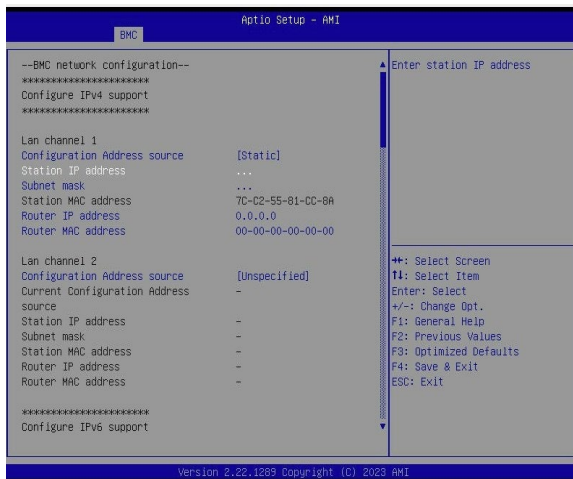 Aptio Setup - AMI
BMC
--BMC network configuration--
***********************
Configure IPv4 support
***********************
Lan channel 1
Configuration Address source [Static]
Station IP address ...
Subnet mask ...
Station MAC address 7C-C2-55-81-CC-8A
Router IP address 0.0.0.0
Router MAC address 00-00-00-00-00-00
Lan channel 2
Configuration Address source [Unspecified]
Current Configuration Address -
source
Station IP address -
Subnet mask -
Station MAC address -
Router IP address -
Router MAC address -
***********************
Configure IPv6 support
Enter station IP address
→←: Select Screen
↑↓: Select Item
Enter: Select
+/-: Change Opt.
F1: General Help
F2: Previous Values
F3: Optimized Defaults
F4: Save & Exit
ESC: Exit
Version 2.22.1289 Copyright (C) 2023 AMI